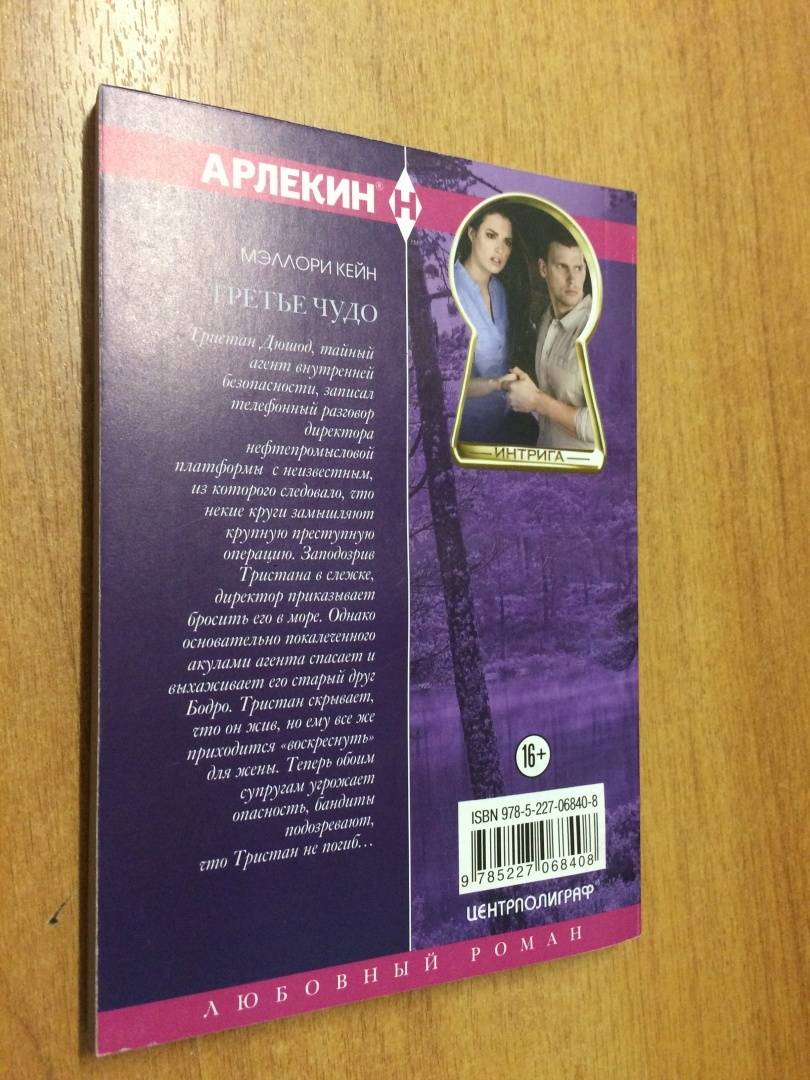 АРЛЕКИН®
Н
TM
МЭЛЛОРИ КЕЙН
ТРЕТЬЕ ЧУДО
Тристан Дюшод, тайный
агент внутренней
безопасности, записал
телефонный разговор
директора
нефтепромысловой
платформы с неизвестным,
из которого следовало, что
некие круги замышляют
крупную преступную
операцию. Заподозрив
Тристана в слежке,
директор приказывает
бросить его в море. Однако
основательно покалеченного
акулами агента спасает и
выхаживает его старый друг
Бодро. Тристан скрывает,
что он жив, но ему все же
приходится «воскреснуть»
для жены. Теперь обоим
супругам угрожает
опасность, бандиты
подозревают,
что Тристан не погиб...
ИНТРИГА
16+
ISBN 978-5-227-06840-8
9 785227 068408
ЦЕНТРПОЛИГРАФ
ЛЮБОВНЫЙ РОМАН